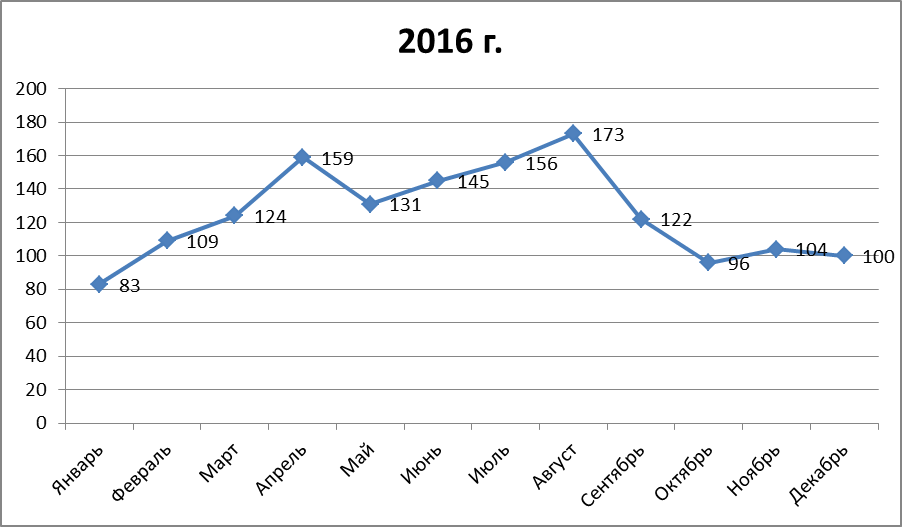 2016 г.
200
180
160
140
120
100
80
60
40
20
0
83
109
124
159
131
145
156
173
122
96
104
100
Январь
Февраль
Март
Апрель
Май
Июнь
Июль
Август
Сентябрь
Октябрь
Ноябрь
Декабрь